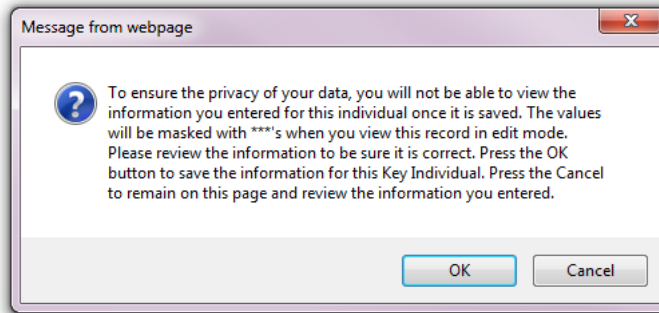 Message from webpage
To ensure the privacy of your data, you will not be able to view the
information you entered for this individual once it is saved. The values
will be masked with ***'s when you view this record in edit mode.
Please review the information to be sure it is correct. Press the OK
button to save the information for this Key Individual. Press the Cancel
to remain on this page and review the information you entered.
OK
Cancel